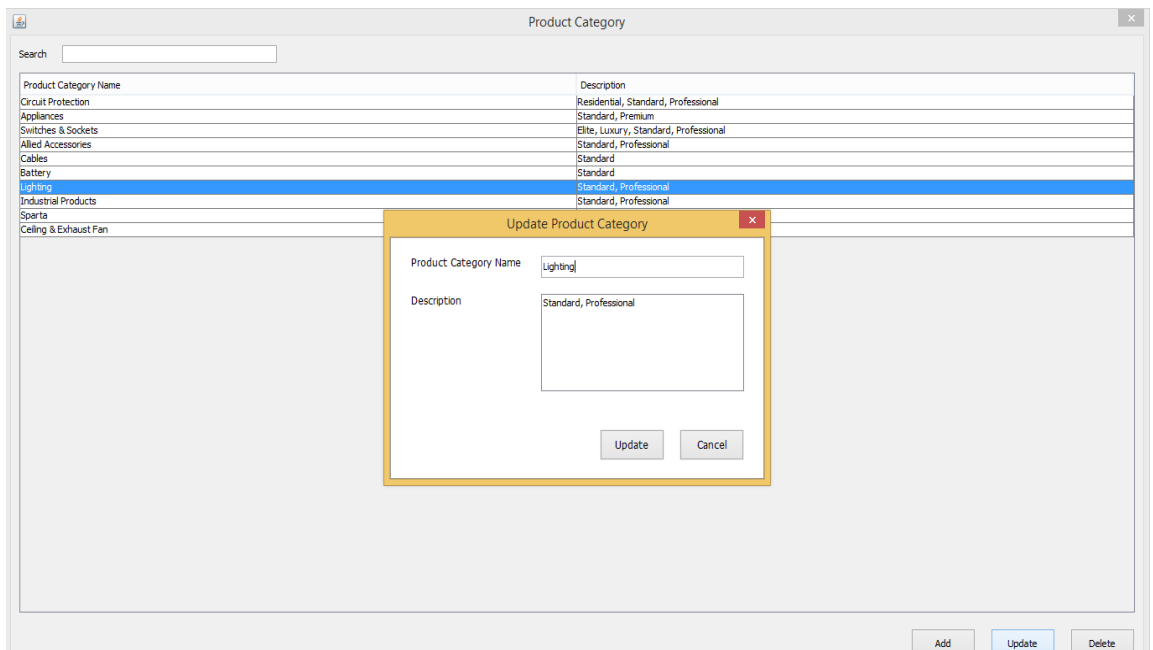 Product Category
Search
Product Category Name Description
Circuit Protection Residential, Standard, Professional
Appliances Standard, Premium
Switches & Sockets Elite, Luxury, Standard, Professional
Allied Accessories Standard, Professional
Cables Standard
Battery Standard
Lighting Standard, Professional
Industrial Products Standard, Professional
Sparta
Ceiling & Exhaust Fan
Update Product Category
Product Category Name Lighting
Description Standard, Professional
Update Cancel
Add Update Delete